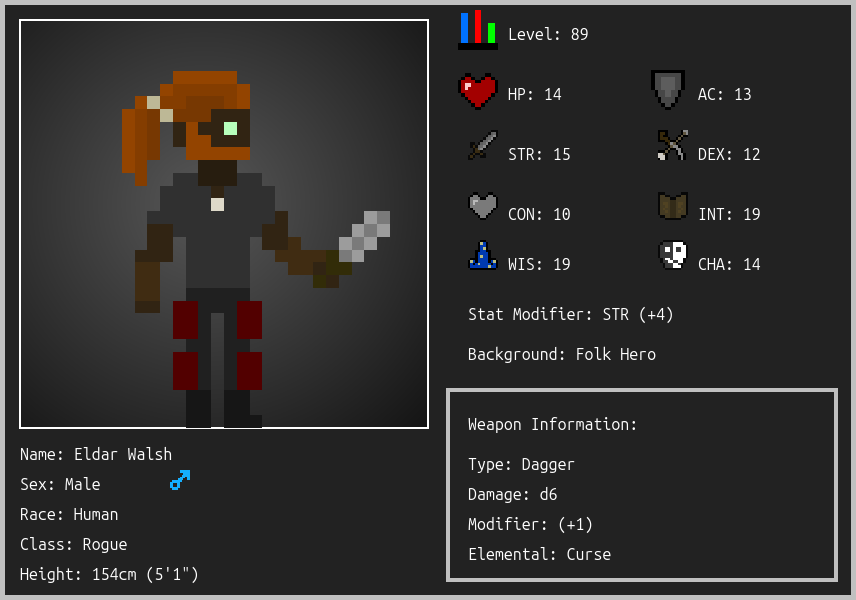 Level: 89
HP: 14
AC: 13
STR: 15
DEX: 12
CON: 10
INT: 19
WIS: 19
CHA: 14
Stat Modifier: STR (+4)
Background: Folk Hero
Weapon Information:
Type: Dagger
Damage: d6
Modifier: (+1)
Elemental: Curse
Name: Eldar Walsh
Sex: Male
Race: Human
Class: Rogue
Height: 154cm (5'1")